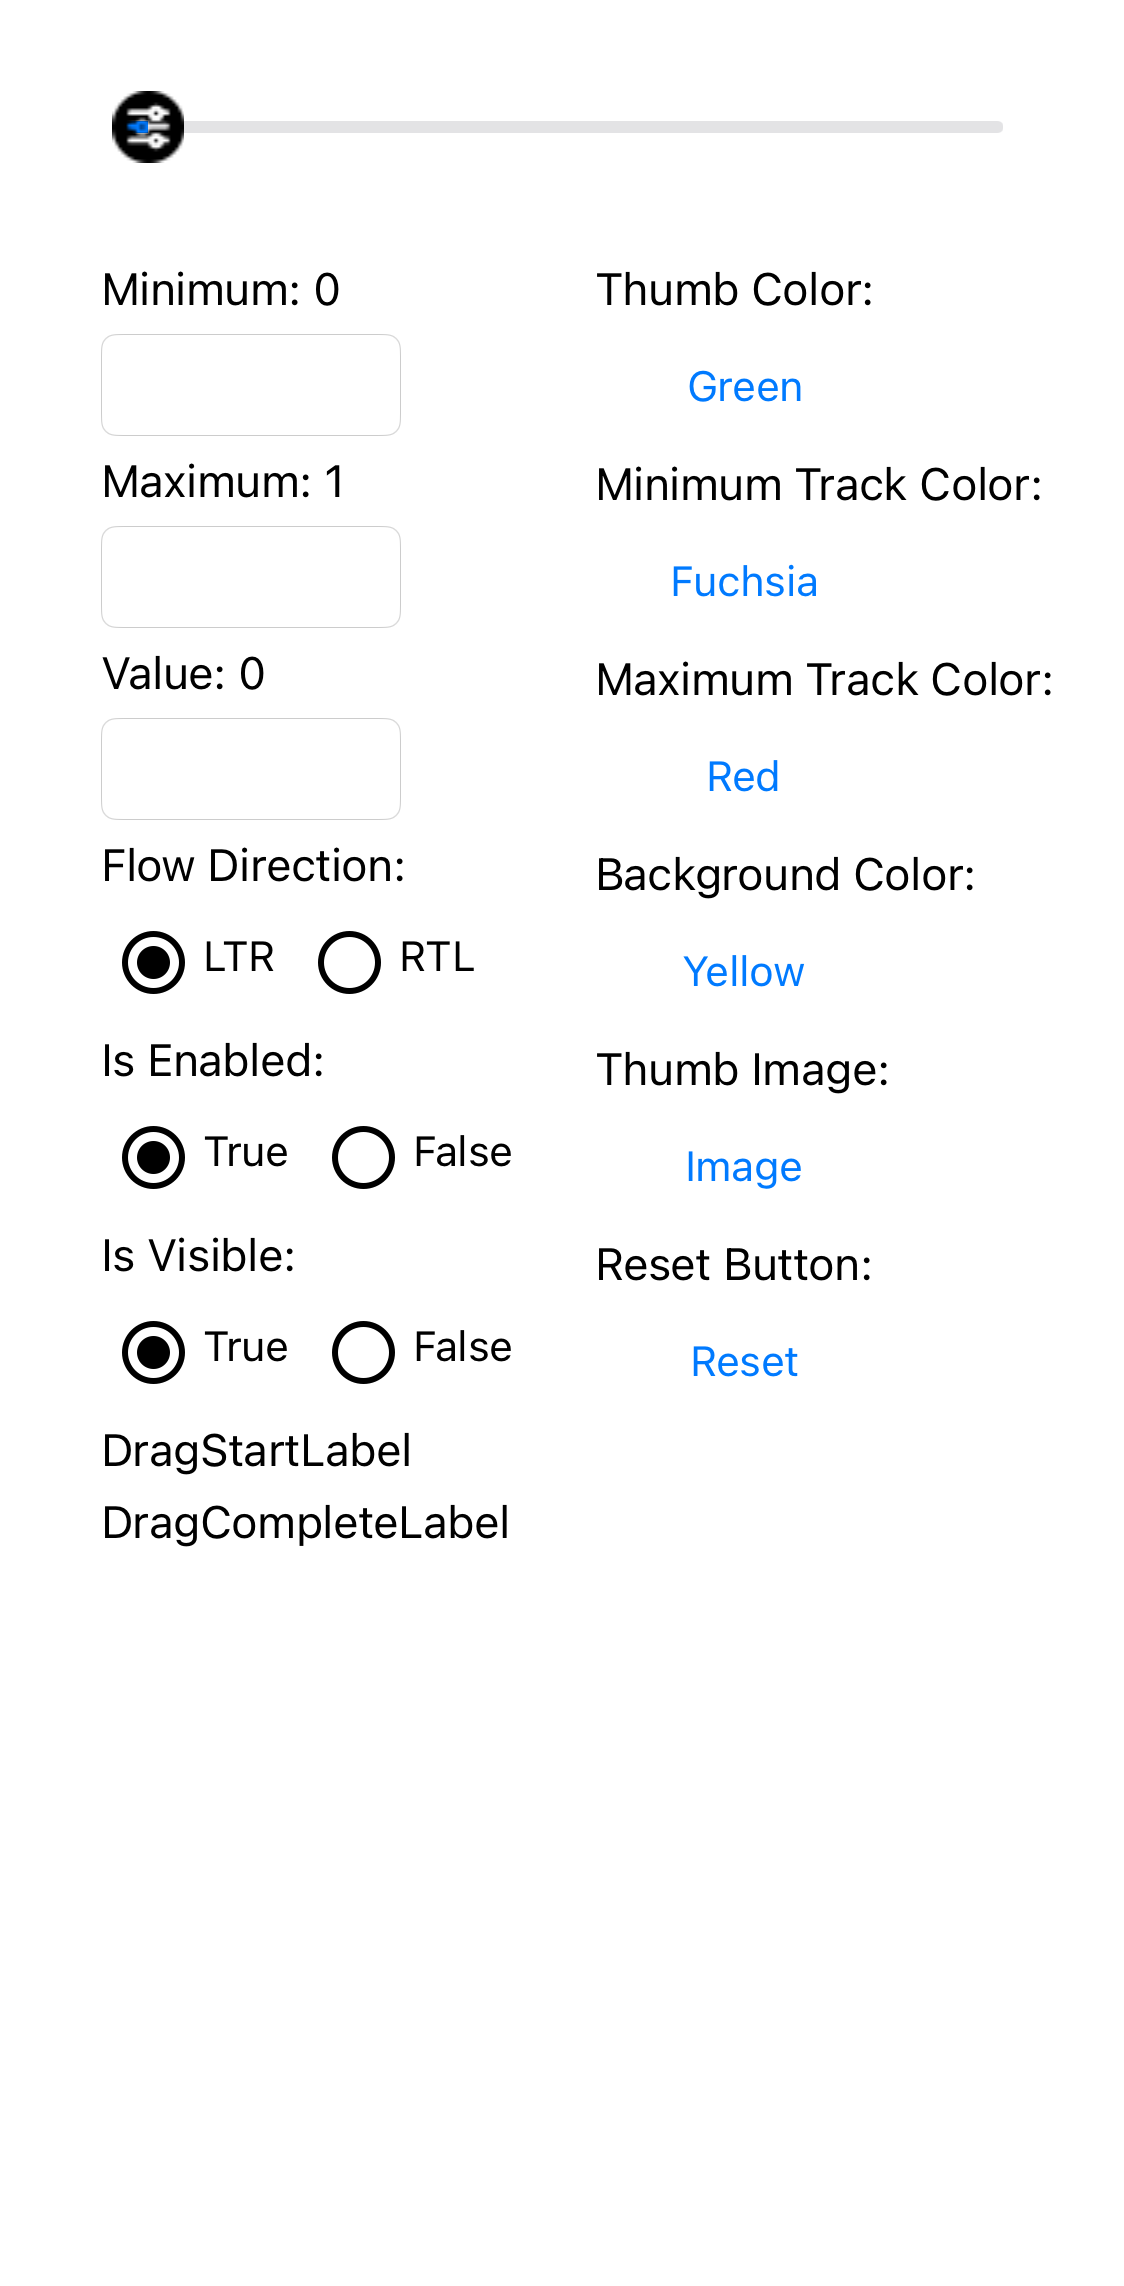 Minimum: 0
Maximum: 1
Value: 0
Flow Direction:
LTR RTL
Is Enabled:
True False
Is Visible:
True False
DragStartLabel
DragCompleteLabel
Thumb Color:
Green
Minimum Track Color:
Fuchsia
Maximum Track Color:
Red
Background Color:
Yellow
Thumb Image:
Image
Reset Button:
Reset